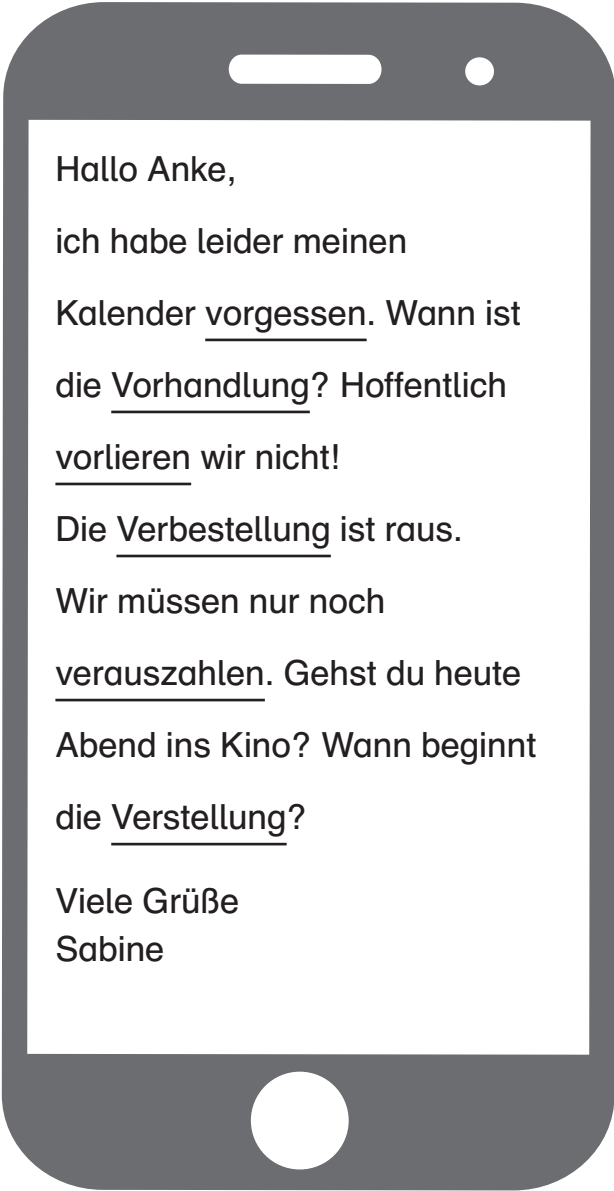 Hallo Anke,
ich habe leider meinen
Kalender vorgessen. Wann ist
die Vorhandlung? Hoffentlich
vorlieren wir nicht!
Die Verbestellung ist raus.
Wir müssen nur noch
verauszahlen. Gehst du heute
Abend ins Kino? Wann beginnt
die Verstellung?
Viele Grüße
Sabine